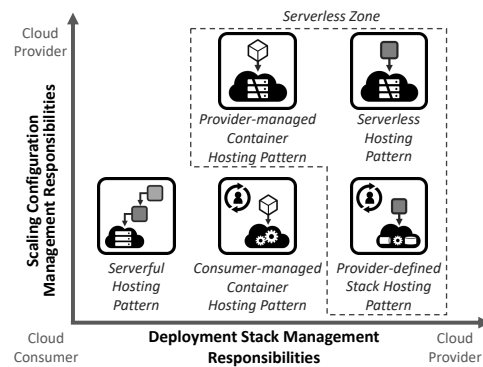 Serverless Zone
Cloud
Provider
Provider-managed
Container
Hosting Pattern
Serverless
Hosting
Pattern
Scaling Configuration
Management Responsibilities
Serverful
Hosting
Pattern
Consumer-managed
Container
Hosting Pattern
Provider-defined
Stack Hosting
Pattern
Cloud
Consumer
Deployment Stack Management
Responsibilities
Cloud
Provider